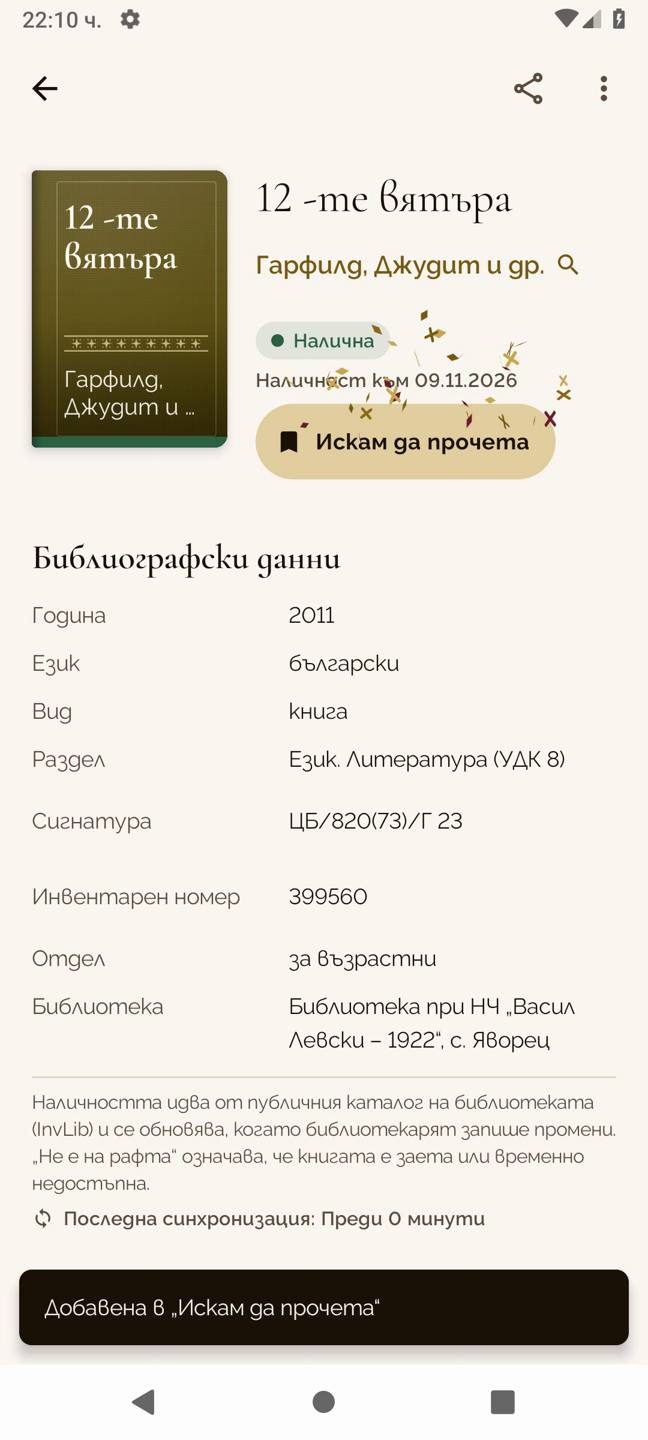 22:10 ч.
12 -те
вятъра
Гарфилд,
Джудит и ...
12 -те вятъра
Гарфилд, Джудит и др.
Налична
Наличност към 09.11.2026
Искам да прочета
Библиографски данни
Година 2011
Език български
Вид книга
Раздел Език. Литература (УДК 8)
Сигнатура ЦБ/820(73)/Г 23
Инвентарен номер 399560
Отдел за възрастни
Библиотека Библиотека при НЧ „Васил
Левски – 1922“, с. Яворец
Наличността идва от публичния каталог на библиотеката
(InvLib) и се обновява, когато библиотекарят запише промени.
„Не е на рафта“ означава, че книгата е заета или временно
недостъпна.
Последна синхронизация: Преди 0 минути
Добавена в „Искам да прочета“